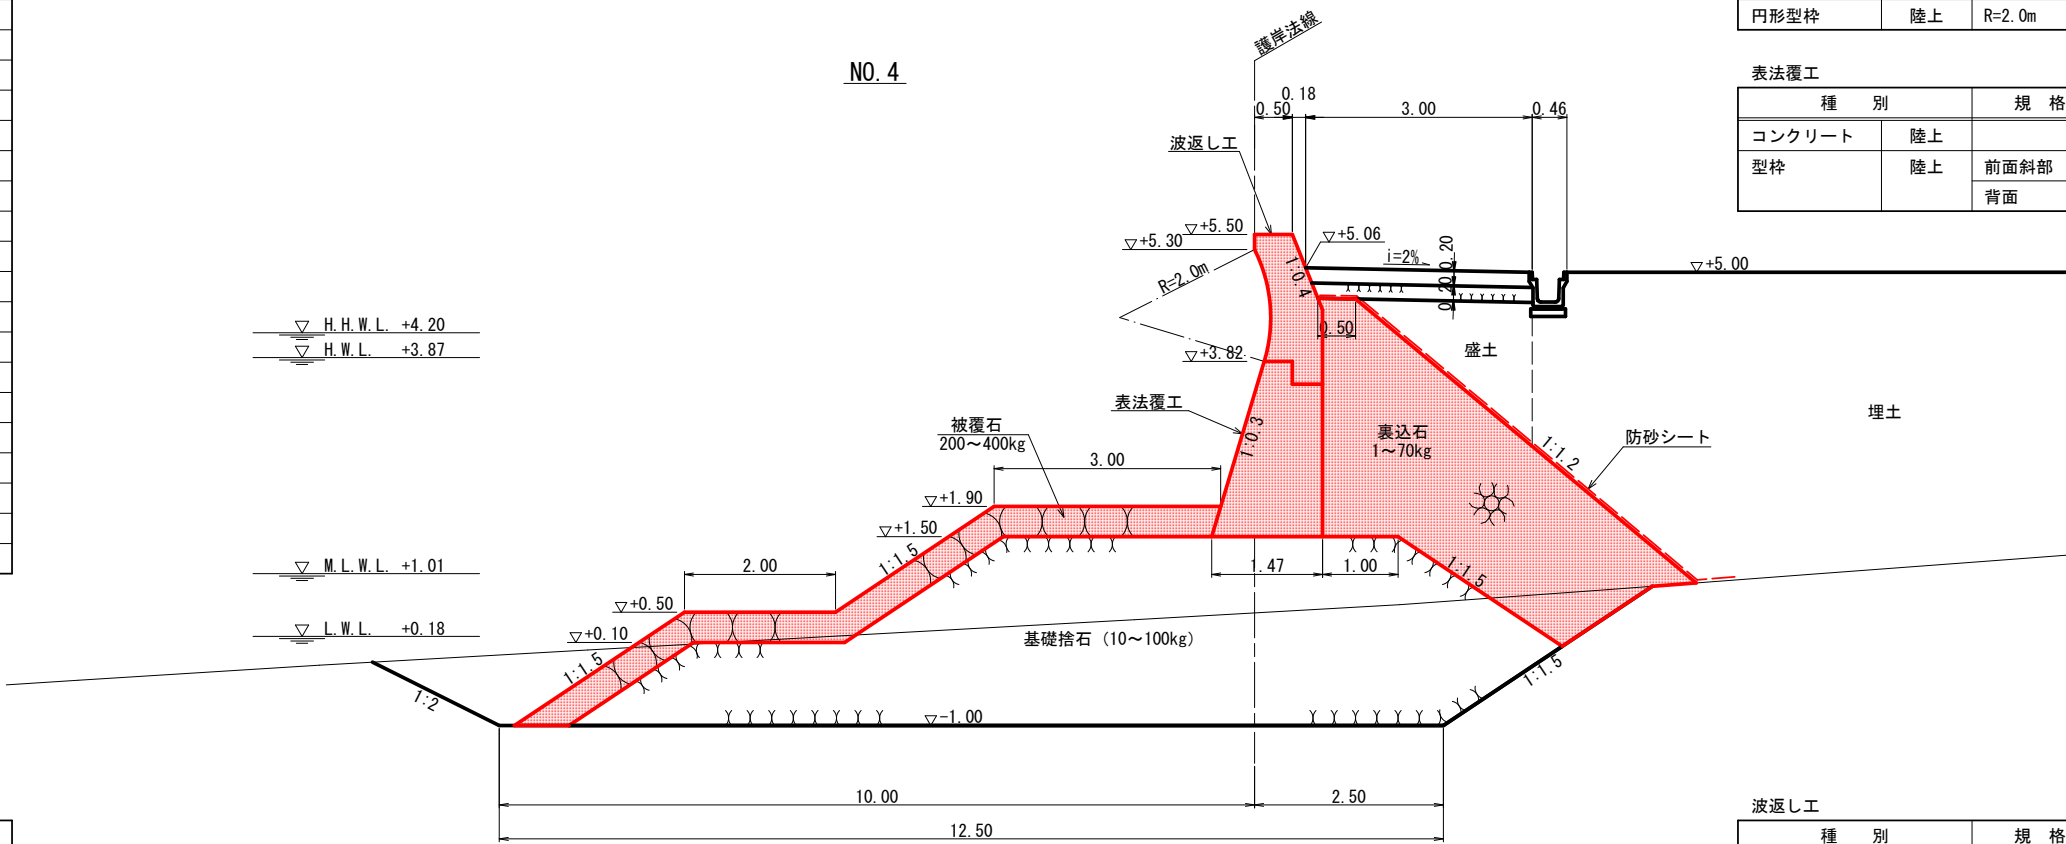 円形型枠 陸上 R=2.0m
護岸法線
NO.4
表法覆工
種 別 規 格
コンクリート 陸上
型枠 陸上 前面斜部
背面
0.18
0.50 3.00 0.46
波返し工
▽+5.50
▽+5.30
▽+5.06
i=2%
0.20
0.20
▽+5.00
R=2.0m
1:0.4
▽ H.H.W.L. +4.20
▽ H.W.L. +3.87
0.50
▽+3.82
盛土
表法覆工
埋土
被覆石
200～400kg
1:0.3
裏込石
1～70kg
1:1.2
防砂シート
3.00
▽+1.90
▽+1.50
1:1.5
▽ M.L.W.L. +1.01
2.00
1.47 1.00
1:1.5
▽+0.50
▽ L.W.L. +0.18
▽+0.10
基礎捨石 (10～100kg)
1:1.5
1:1.5
1:2
▽-1.00
10.00 2.50
12.50
波返し工
種 別 規 格